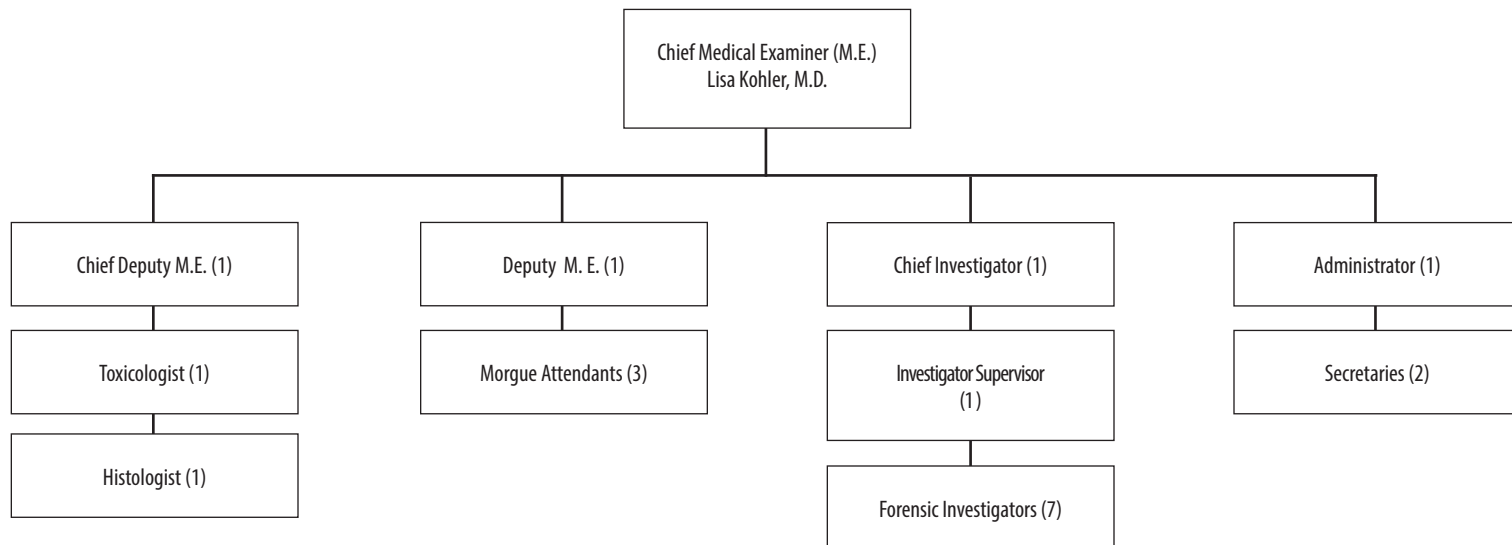 Chief Medical Examiner (M.E.)
Lisa Kohler, M.D.
Chief Deputy M.E. (1)
Deputy M. E. (1)
Chief Investigator (1)
Administrator (1)
Toxicologist (1)
Morgue Attendants (3)
Investigator Supervisor
(1)
Secretaries (2)
Histologist (1)
Forensic Investigators (7)